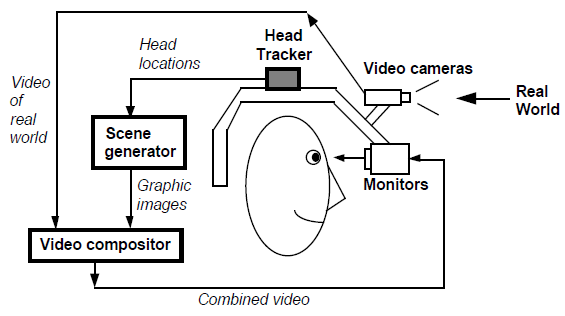 Head
Tracker
Head
locations
Video cameras
Real
World
Video
of
real
world
Scene
generator
Monitors
Graphic
images
Video compositor
Combined video